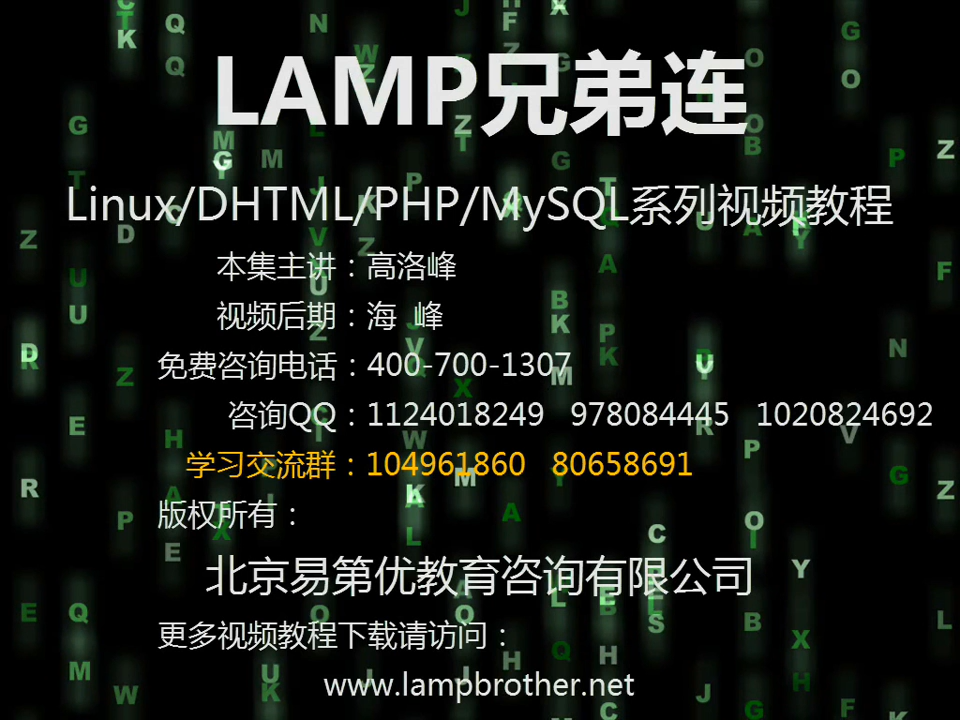 LAMP兄弟连
Linux/DHTML/PHP/MySQL系列视频教程
本集主讲：高洛峰
视频后期：海 峰
免费咨询电话：400-700-1307
咨询QQ：1124018249 978084445 1020824692
学习交流群：104961860 80658691
版权所有：
北京易第优教育咨询有限公司
更多视频教程下载请访问：
www.lampbrother.net